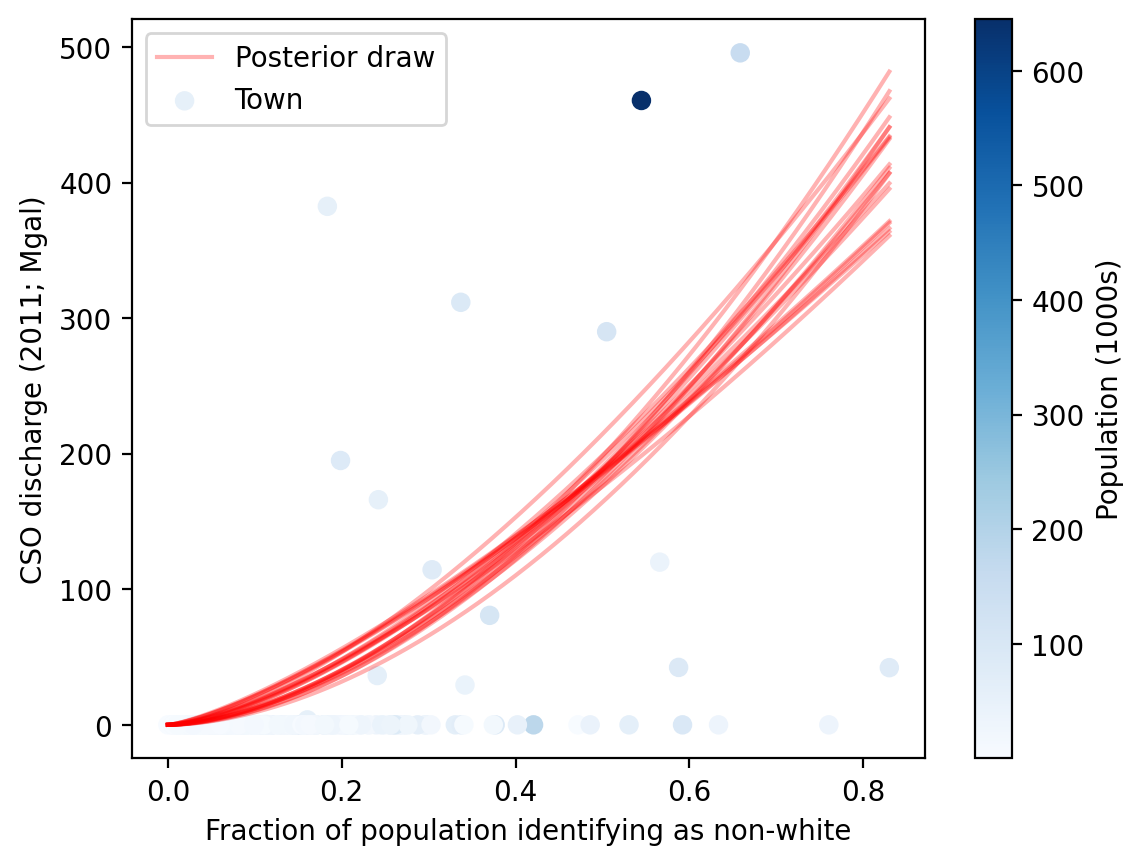 Posterior draw
Town
500
400
300
200
100
0
CSO discharge (2011; Mgal)
0.0 0.2 0.4 0.6 0.8
Fraction of population identifying as non-white
600
500
400
300
200
100
Population (1000s)